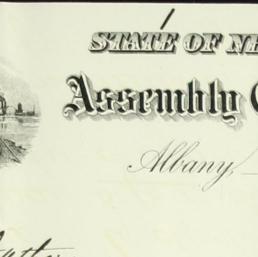 STATE OF NE
Assembly C
Albany,